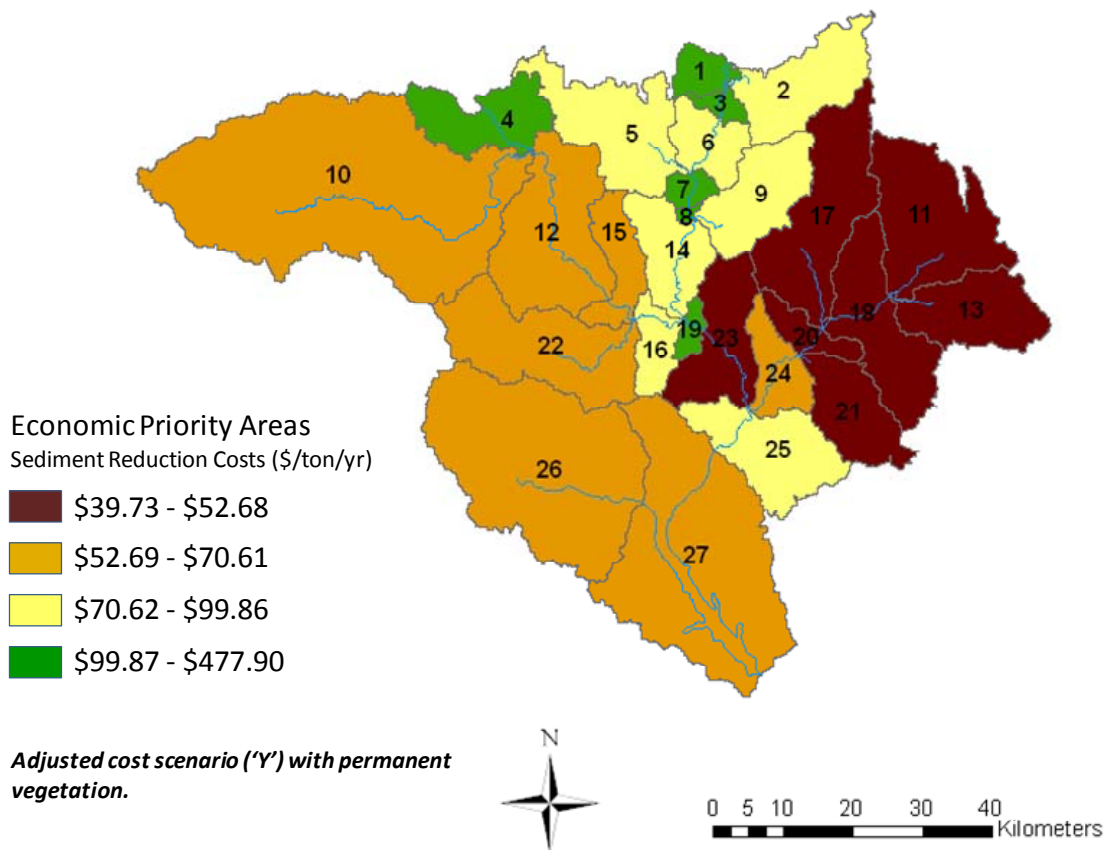 1
2
3
4
5
6
7
8
9
10
11
12
13
14
15
16
17
18
19
20
21
22
23
24
25
26
27
Economic Priority Areas
Sediment Reduction Costs ($/ton/yr)
$39.73 - $52.68
$52.69 - $70.61
$70.62 - $99.86
$99.87 - $477.90
Adjusted cost scenario (‘Y’) with permanent
vegetation.
N
0 5 10 20 30 40
Kilometers